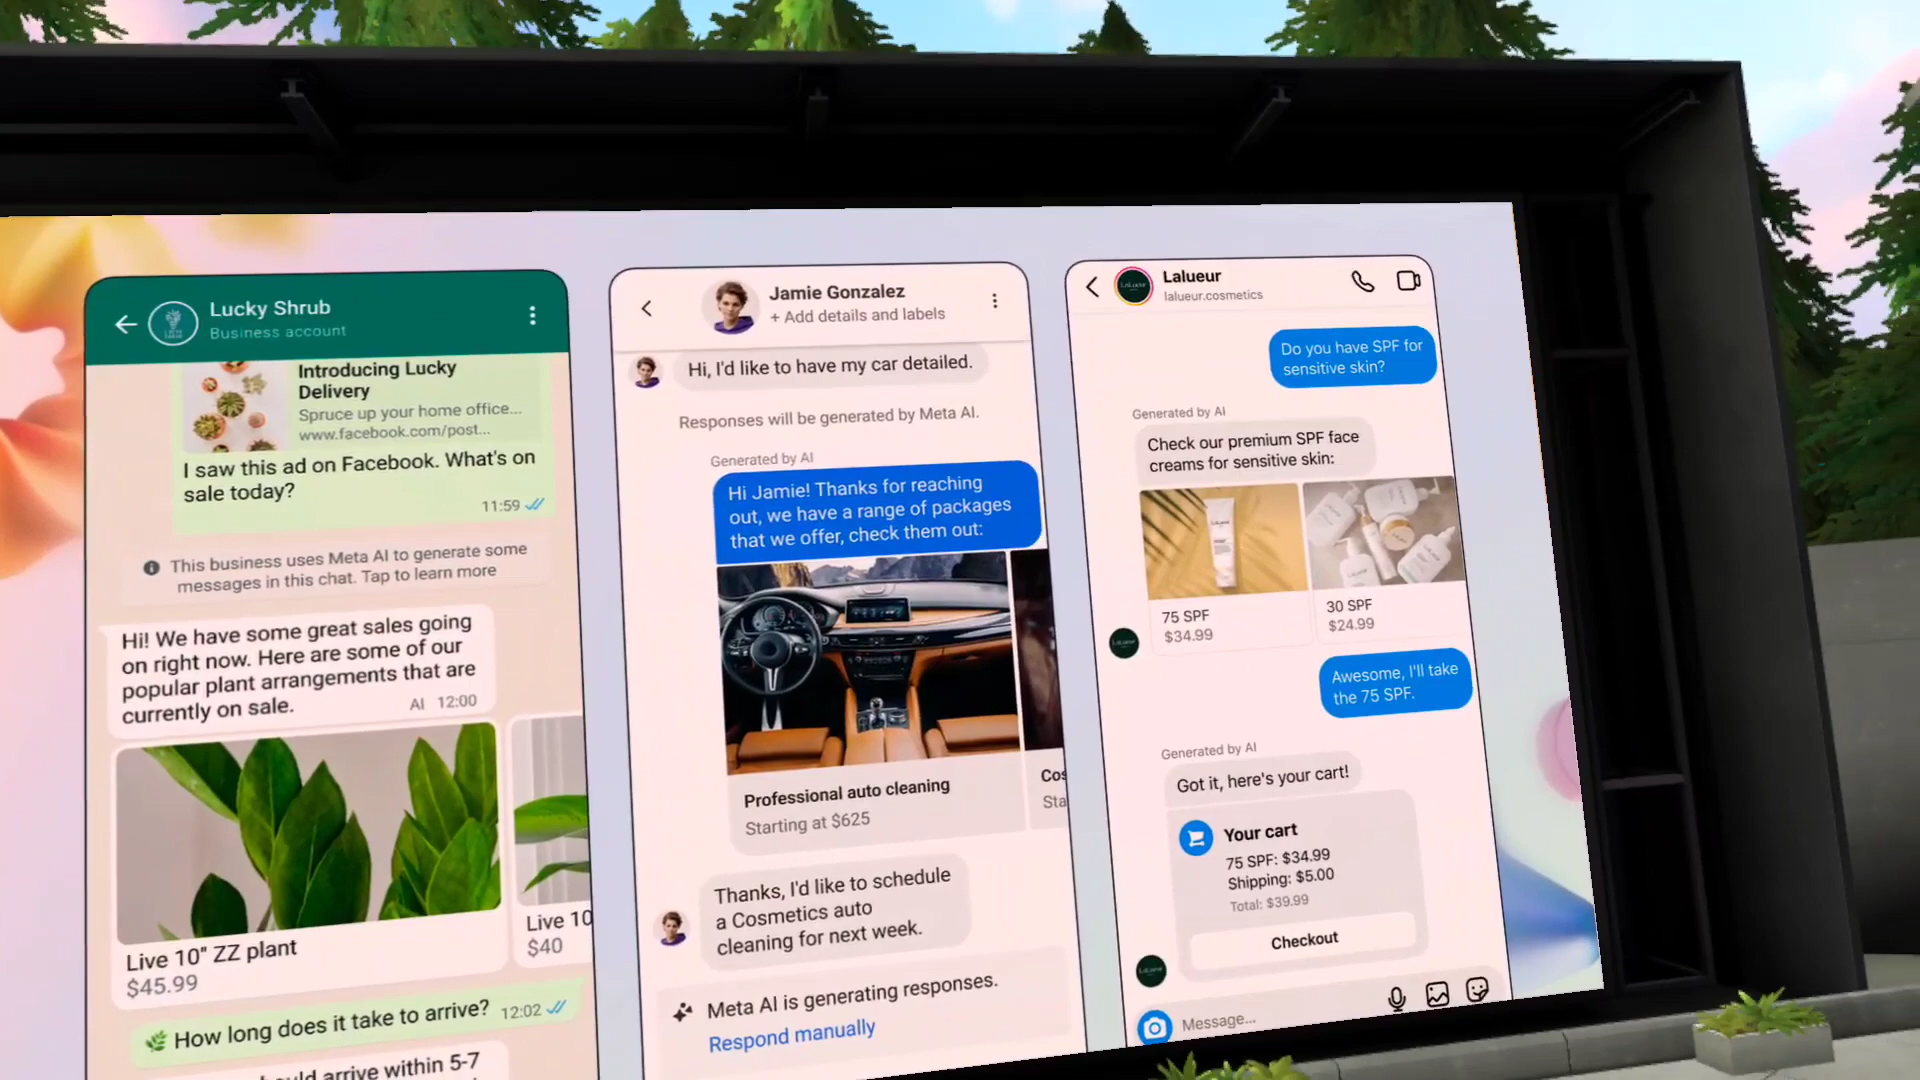 Lucky Shrub
Business account
Introducing Lucky
Delivery
Spruce up your home office...
www.facebook.com/post...
I saw this ad on Facebook. What's on
sale today?
11:59
This business uses Meta AI to generate some
messages in this chat. Tap to learn more
Hi! We have some great sales going
on right now. Here are some of our
popular plant arrangements that are
currently on sale.
AI 12:00
Live 10" ZZ plant
$45.99
Live 10
$40
How long does it take to arrive? 12:02
arrive within 5-7
Jamie Gonzalez
+ Add details and labels
Hi, I'd like to have my car detailed.
Responses will be generated by Meta AI.
Generated by AI
Hi Jamie! Thanks for reaching
out, we have a range of packages
that we offer, check them out:
Professional auto cleaning
Starting at $625
Cos
Sta
Thanks, I'd like to schedule
a Cosmetics auto
cleaning for next week.
Meta AI is generating responses.
Respond manually
Lalueur
lalueur.cosmetics
Do you have SPF for
sensitive skin?
Generated by AI
Check our premium SPF face
creams for sensitive skin:
75 SPF
$34.99
30 SPF
$24.99
Awesome, I'll take
the 75 SPF.
Generated by AI
Got it, here's your cart!
Your cart
75 SPF: $34.99
Shipping: $5.00
Total: $39.99
Checkout
Message...